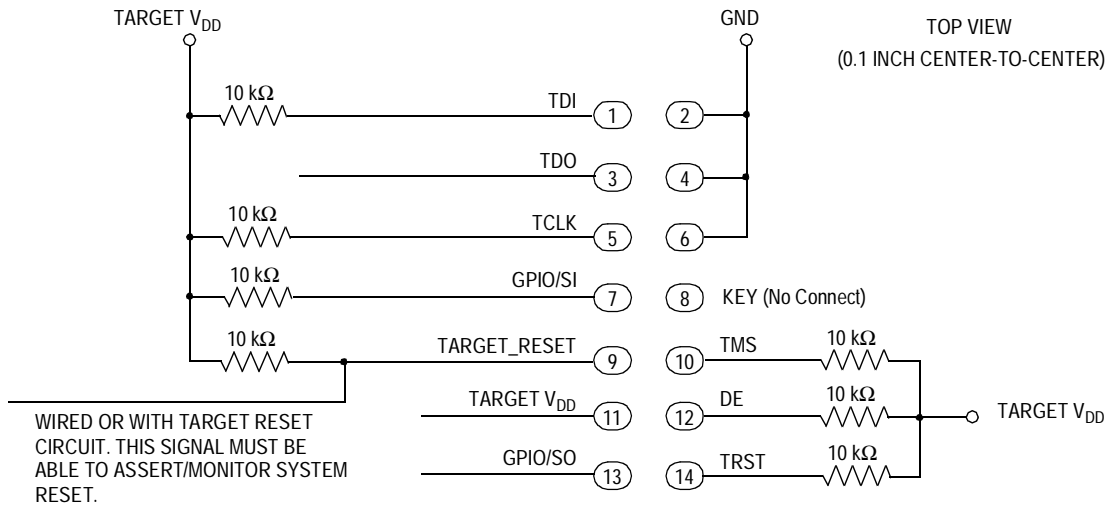 TARGET VDD
GND
TOP VIEW
(0.1 INCH CENTER-TO-CENTER)
10 kΩ
TDI
1
2
TDO
3
4
10 kΩ
TCLK
5
6
10 kΩ
GPIO/SI
7
8
KEY (No Connect)
10 kΩ
TARGET_RESET
9
10
TMS
10 kΩ
TARGET VDD
11
12
DE
10 kΩ
TARGET VDD
GPIO/SO
13
14
TRST
10 kΩ
WIRED OR WITH TARGET RESET
CIRCUIT. THIS SIGNAL MUST BE
ABLE TO ASSERT/MONITOR SYSTEM
RESET.